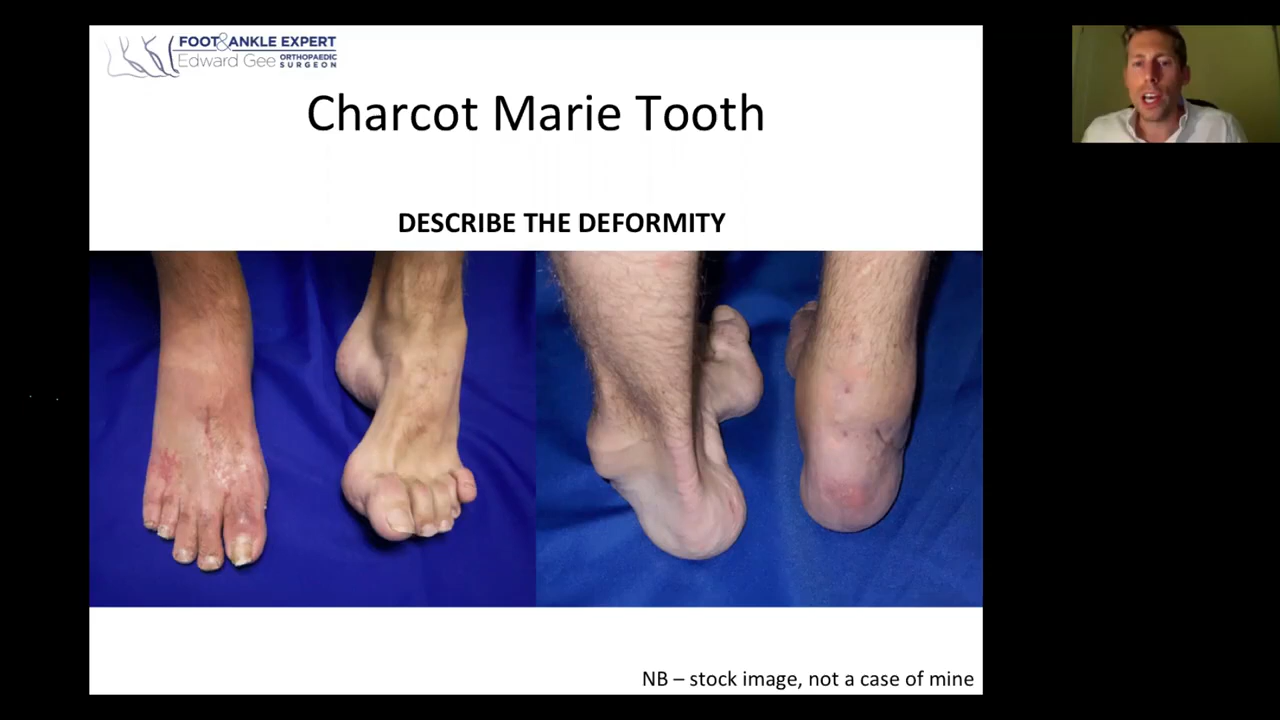 FOOT&ANKLE EXPERT
Edward Gee ORTHOPAEDIC SURGEON
Charcot Marie Tooth
DESCRIBE THE DEFORMITY
NB – stock image, not a case of mine